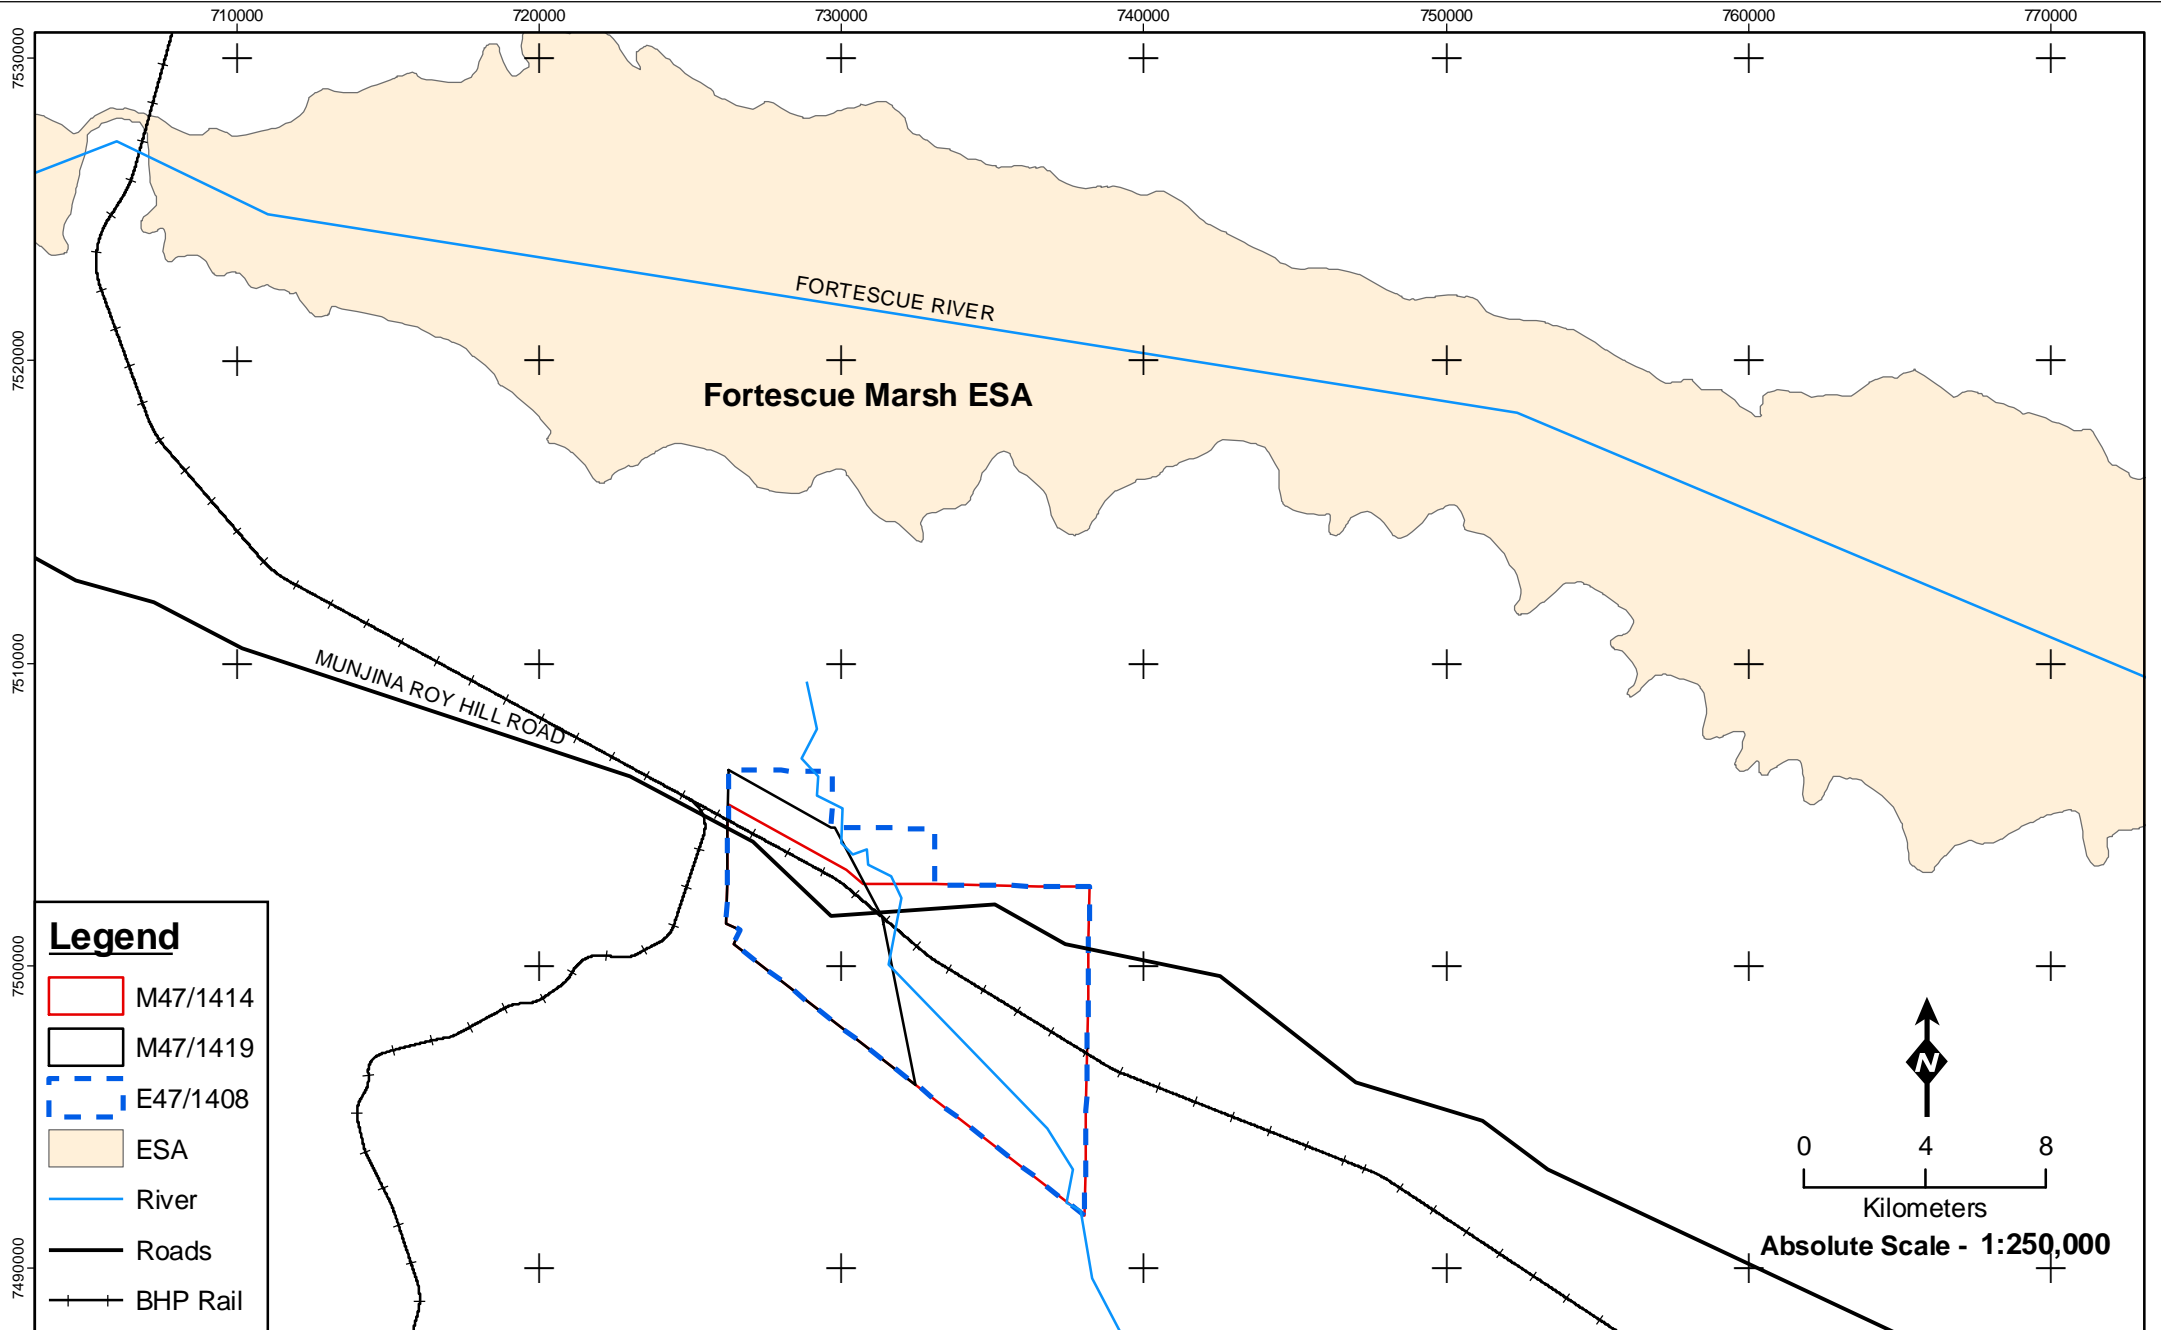 710000 720000 730000 740000 750000 760000 770000
7530000
7520000
7510000
7500000
7490000
FORTESCUE RIVER
Fortescue Marsh ESA
MUNJINA ROY HILL ROAD
Legend
M47/1414
M47/1419
E47/1408
ESA
River
Roads
BHP Rail
N
0 4 8
Kilometers
Absolute Scale - 1:250,000